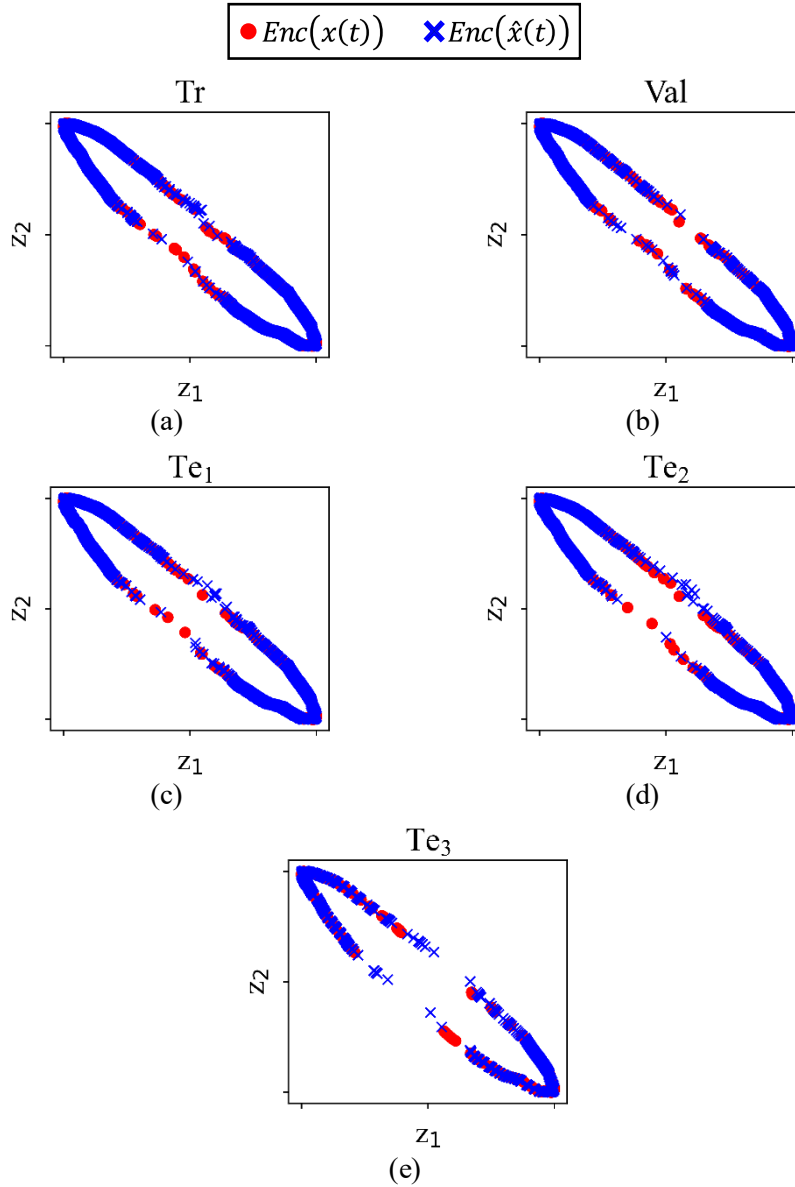 Enc(x(t)) Enc(x̂(t))
Tr Val
z₂ z₂
z₁ z₁
(a) (b)
Te₁ Te₂
z₂ z₂
z₁ z₁
(c) (d)
Te₃
z₂
z₁
(e)